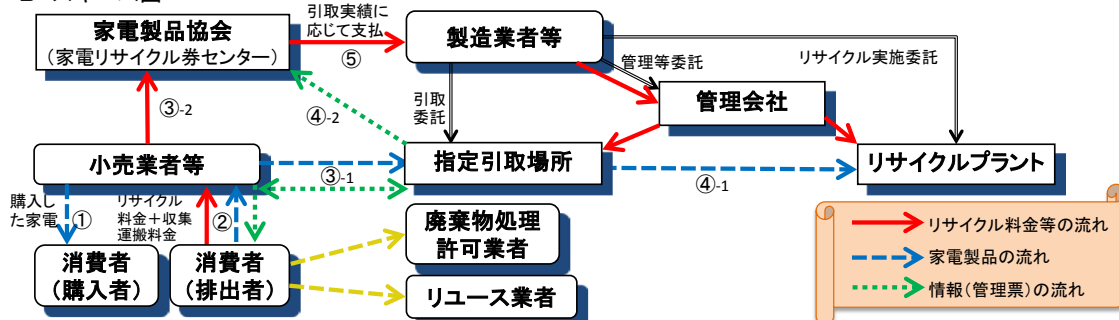 家電製品協会
（家電リサイクル券センター）
引取実績に
応じて支払
⑤
製造業者等
管理等委託
リサイクル実施委託
③-2
④-2
引取
委託
管理会社
小売業者等
③-1
指定引取場所
④-1
リサイクルプラント
購入し
た家電
①
リサイクル
料金＋収集
運搬料金
②
消費者
（購入者）
消費者
（排出者）
廃棄物処理
許可業者
リユース業者
リサイクル料金等の流れ
家電製品の流れ
情報（管理票）の流れ